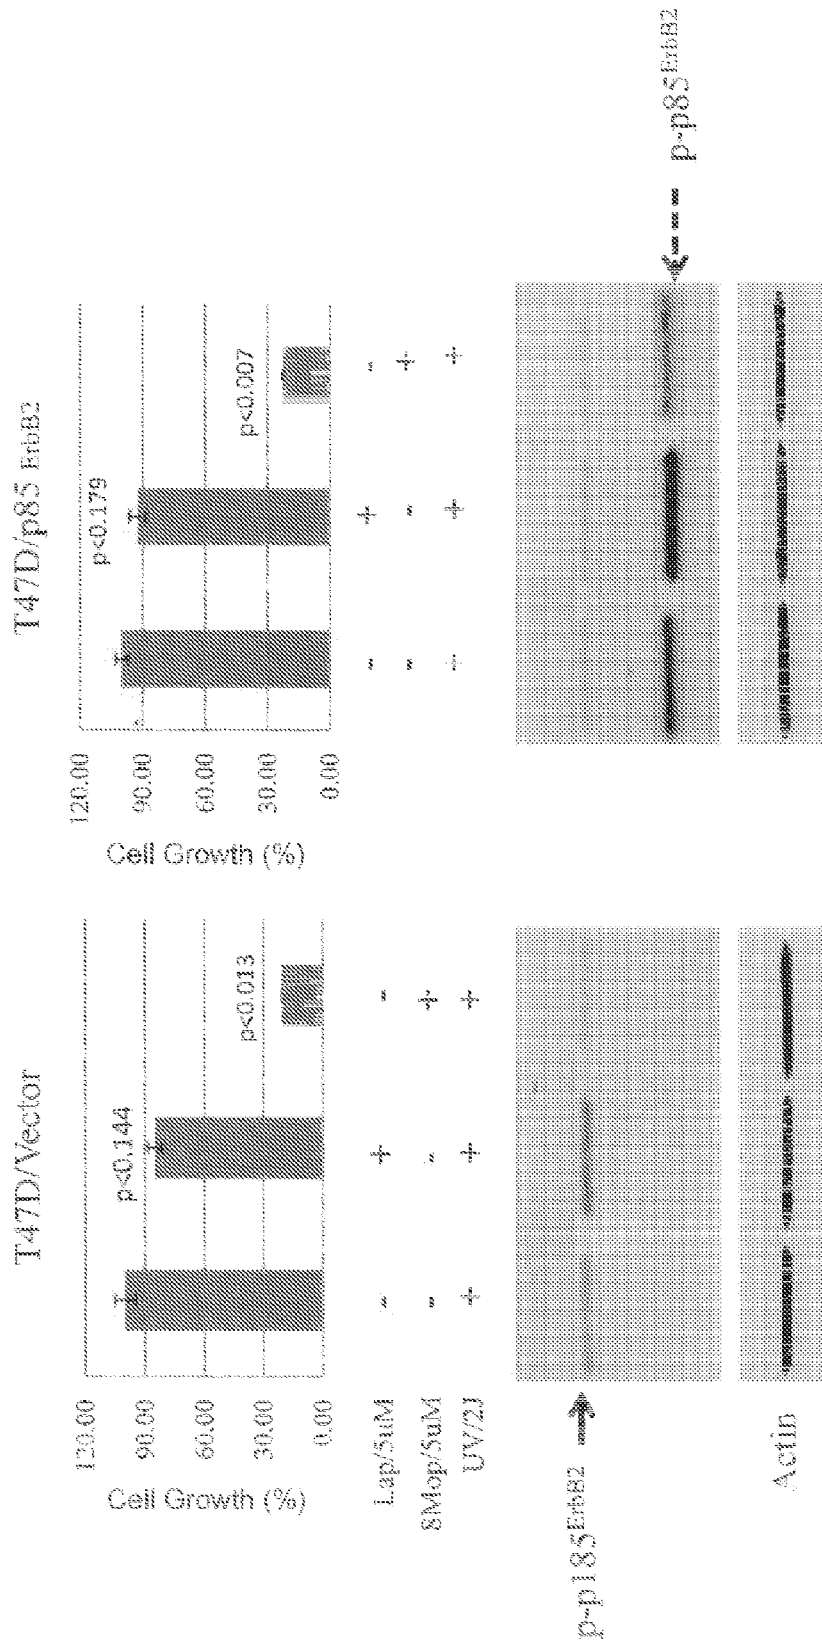 T47D/Vector
Cell Growth (%)
120.00
90.00
60.00
30.00
0.00
p<0.144
p<0.013
Lap/5uM - + -
8Mop/5uM - - +
UV/2J + + +
p-p185ErbB2
Actin
T47D/p85 ErbB2
Cell Growth (%)
120.00
90.00
60.00
30.00
0.00
p<0.179
p<0.007
- + -
- - +
+ + +
p-p85ErbB2